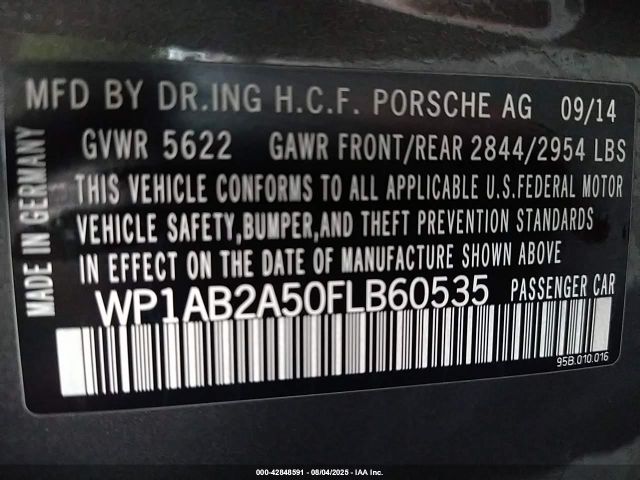 MFD BY DR.ING H.C.F. PORSCHE AG 09/14
GVWR 5622 GAWR FRONT/REAR 2844/2954 LBS
THIS VEHICLE CONFORMS TO ALL APPLICABLE U.S.FEDERAL MOTOR
VEHICLE SAFETY,BUMPER,AND THEFT PREVENTION STANDARDS
IN EFFECT ON THE DATE OF MANUFACTURE SHOWN ABOVE
WP1AB2A50FLB60535 PASSENGER CAR
95B.010.016
MADE IN GERMANY
000-42848591 - 08/04/2025 - IAA Inc.